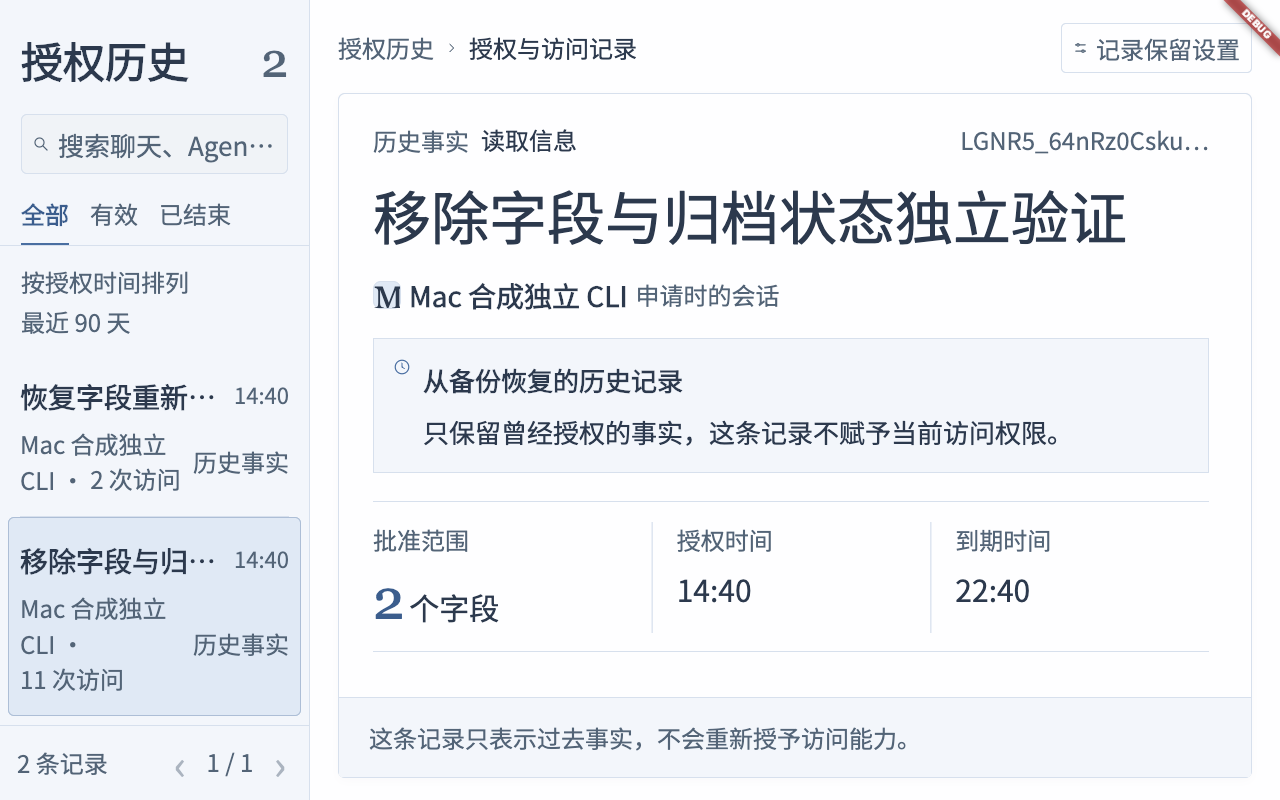 授权历史 2
搜索聊天、Agen…
全部 有效 已结束
按授权时间排列
最近 90 天
恢复字段重新… 14:40
Mac 合成独立
CLI · 2 次访问 历史事实
移除字段与归… 14:40
Mac 合成独立
CLI ·
11 次访问 历史事实
2 条记录 ‹ 1 / 1 ›
授权历史 › 授权与访问记录
记录保留设置
DEBUG
历史事实 读取信息 LGNR5_64nRz0Csku...
移除字段与归档状态独立验证
M Mac 合成独立 CLI 申请时的会话
从备份恢复的历史记录
只保留曾经授权的事实，这条记录不赋予当前访问权限。
批准范围 授权时间 到期时间
2 个字段 14:40 22:40
这条记录只表示过去事实，不会重新授予访问能力。